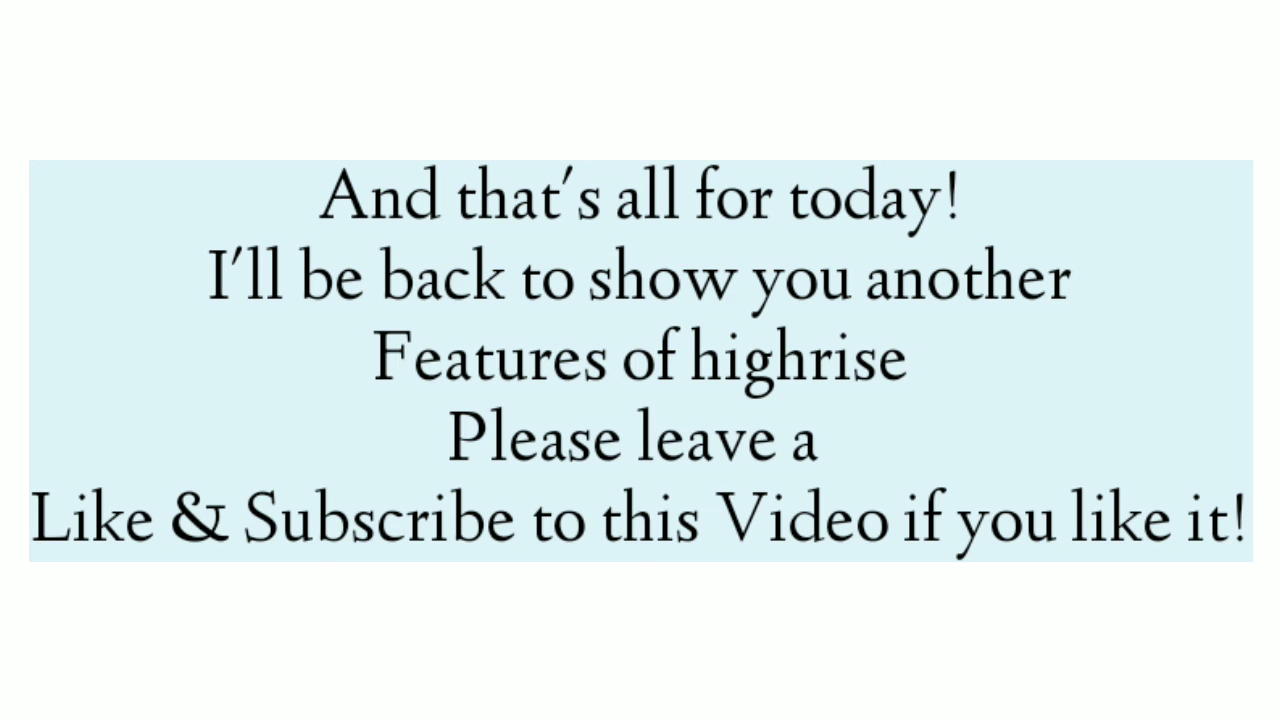 And that's all for today!
I'll be back to show you another
Features of highrise
Please leave a
Like & Subscribe to this Video if you like it!